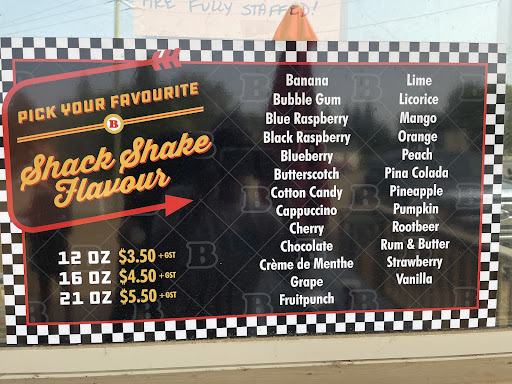 ARE FULLY STAFFED!
PICK YOUR FAVOURITE
B
Shack Shake
Flavour
12 OZ $3.50 +GST
16 OZ $4.50 +GST
21 OZ $5.50 +GST
Banana
Bubble Gum
Blue Raspberry
Black Raspberry
Blueberry
Butterscotch
Cotton Candy
Cappuccino
Cherry
Chocolate
Crème de Menthe
Grape
Fruitpunch
Lime
Licorice
Mango
Orange
Peach
Pina Colada
Pineapple
Pumpkin
Rootbeer
Rum & Butter
Strawberry
Vanilla